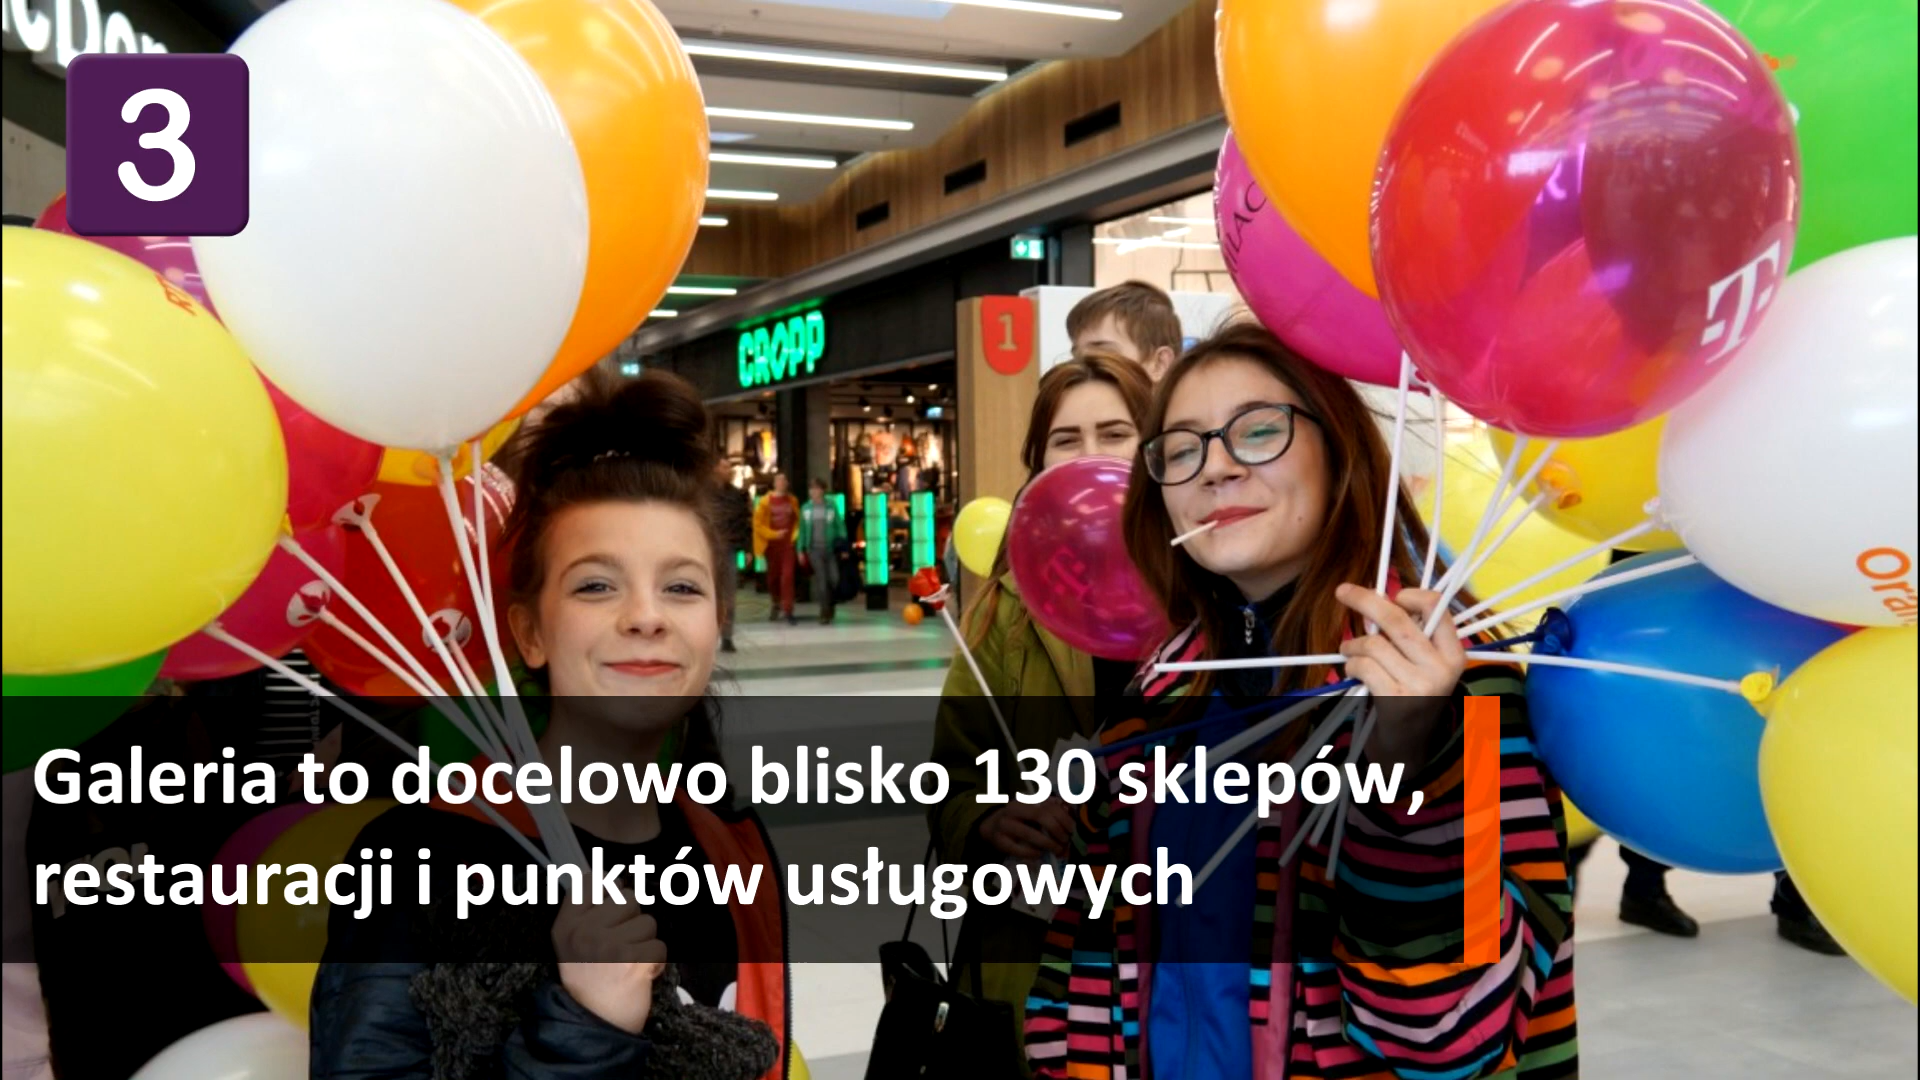 3
CROPP
1
T
T
Galeria to docelowo blisko 130 sklepów,
restauracji i punktów usługowych